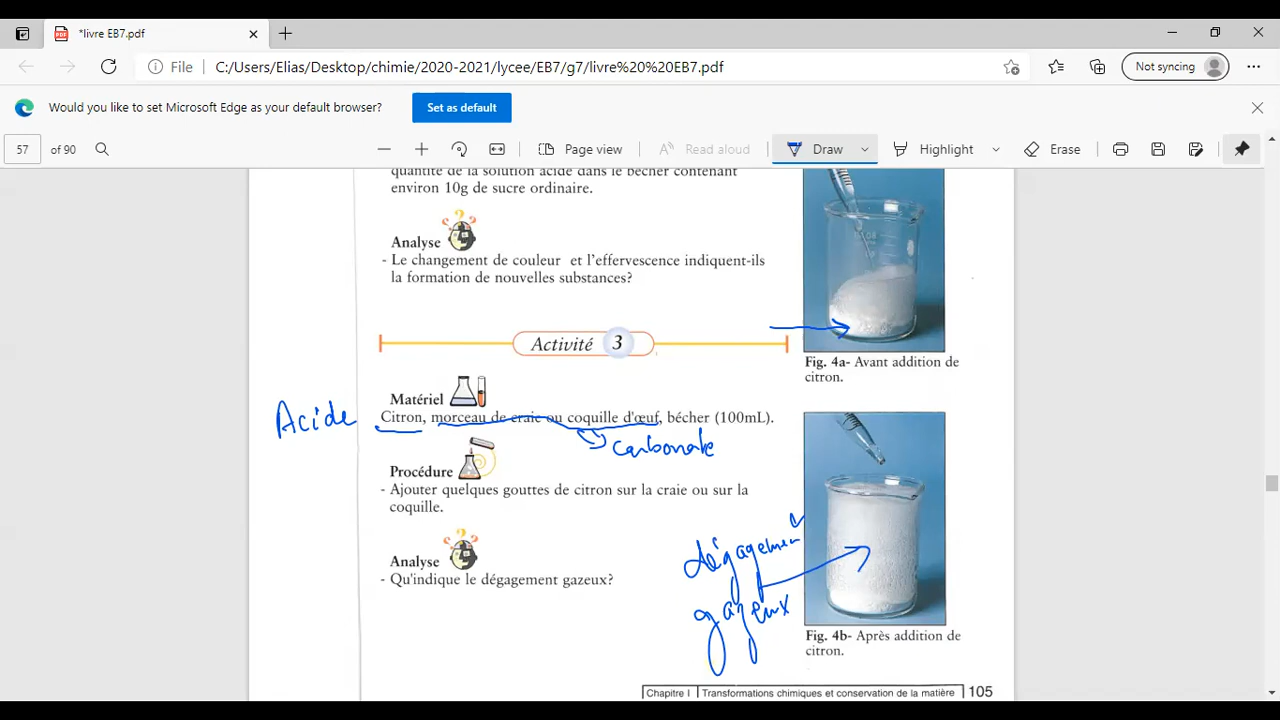 *livre EB7.pdf
File
C:/Users/Elias/Desktop/chimie/2020-2021/lycee/EB7/g7/livre%20%20EB7.pdf
Not syncing
Would you like to set Microsoft Edge as your default browser?
Set as default
57 of 90
Page view
Read aloud
Draw
Highlight
Erase
quantité de la solution acide dans le bécher contenant
environ 10g de sucre ordinaire.
Analyse
- Le changement de couleur et l'effervescence indiquent-ils
la formation de nouvelles substances?
Activité 3
Fig. 4a- Avant addition de
citron.
Matériel
Acide
Citron, morceau de craie ou coquille d'œuf, bécher (100mL).
Carbonate
Procédure
- Ajouter quelques gouttes de citron sur la craie ou sur la
coquille.
Analyse
- Qu'indique le dégagement gazeux?
dégagement
gazeux
Fig. 4b- Après addition de
citron.
Chapitre I Transformations chimiques et conservation de la matière 105